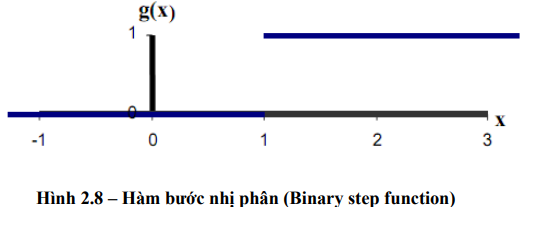 g(x)
1
0
x
-1 0 1 2 3
Hình 2.8 – Hàm bước nhị phân (Binary step function)